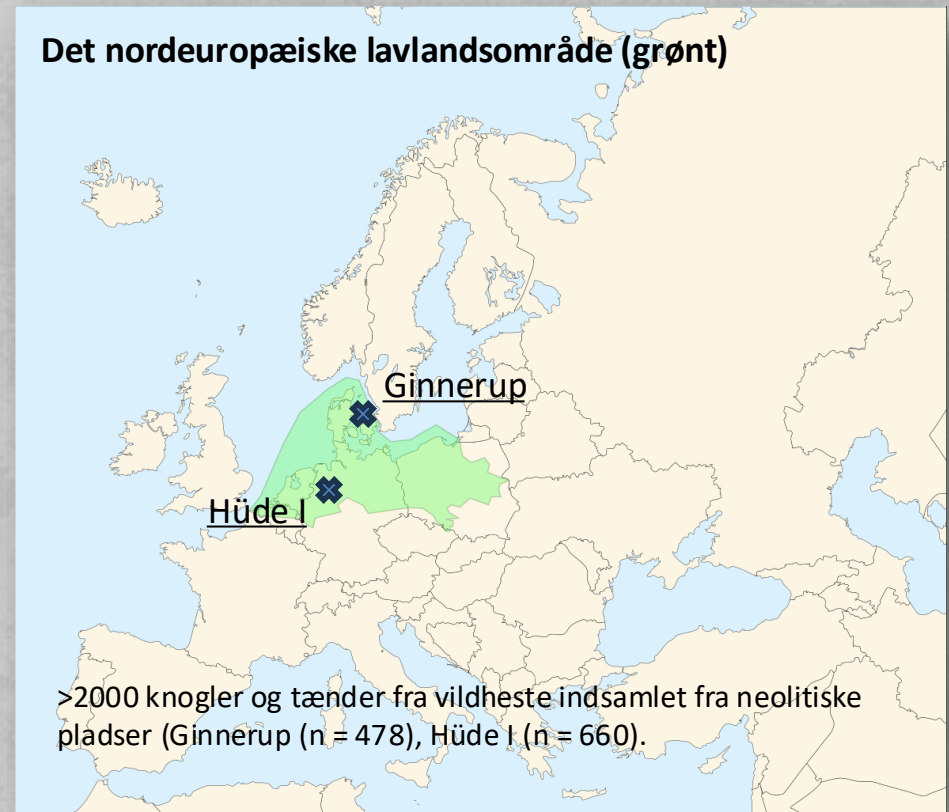 Det nordeuropæiske lavlandsområde (grønt)
Ginnerup
Hüde I
>2000 knogler og tænder fra vildheste indsamlet fra neolitiske
pladser (Ginnerup (n = 478), Hüde I (n = 660).